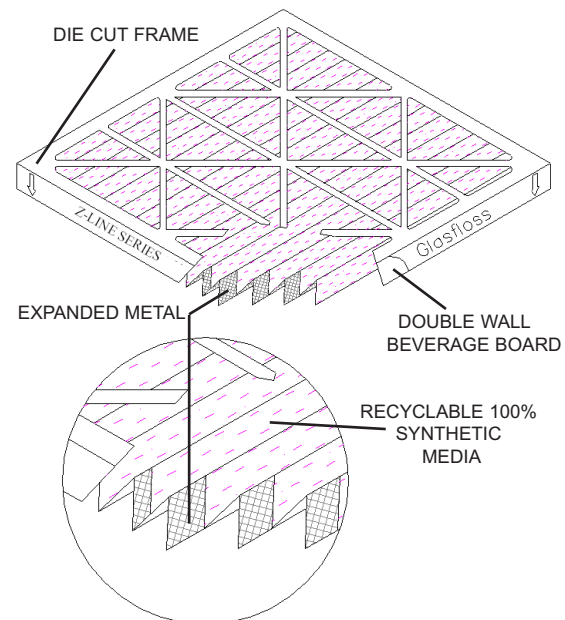 DIE CUT FRAME
Z-LINE SERIES
Glasfloss
EXPANDED METAL
DOUBLE WALL
BEVERAGE BOARD
RECYCLABLE 100%
SYNTHETIC
MEDIA